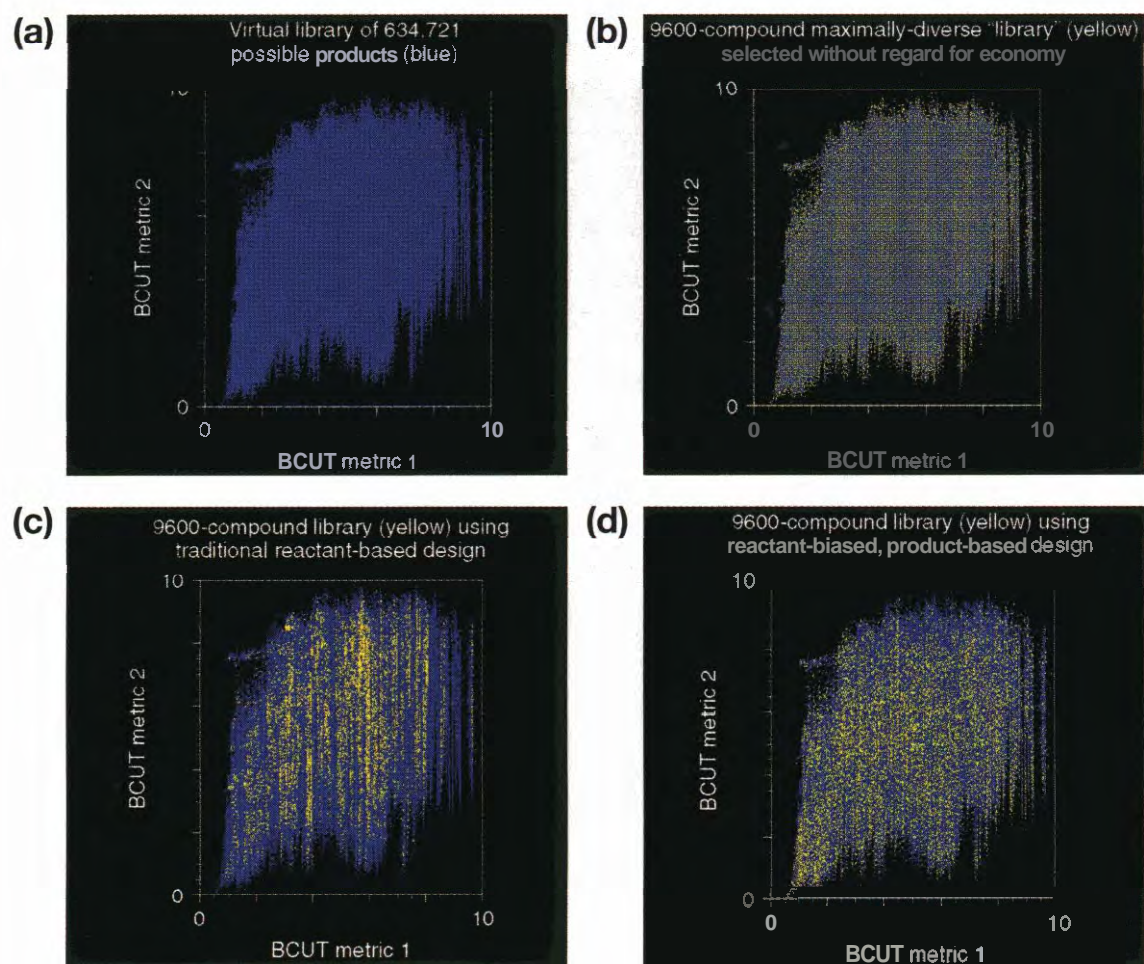 (a)
Virtual library of 634.721
possible products (blue)
10
BCUT metric 2
0
0
10
BCUT metric 1
(b)
9600-compound maximally-diverse "library" (yellow)
selected without regard for economy
10
BCUT metric 2
0
0
10
BCUT metric 1
(c)
9600-compound library (yellow) using
traditional reactant-based design
10
BCUT metric 2
0
0
10
BCUT metric 1
(d)
9600-compound library (yellow) using
reactant-biased, product-based design
10
BCUT metric 2
0
0
10
BCUT metric 1